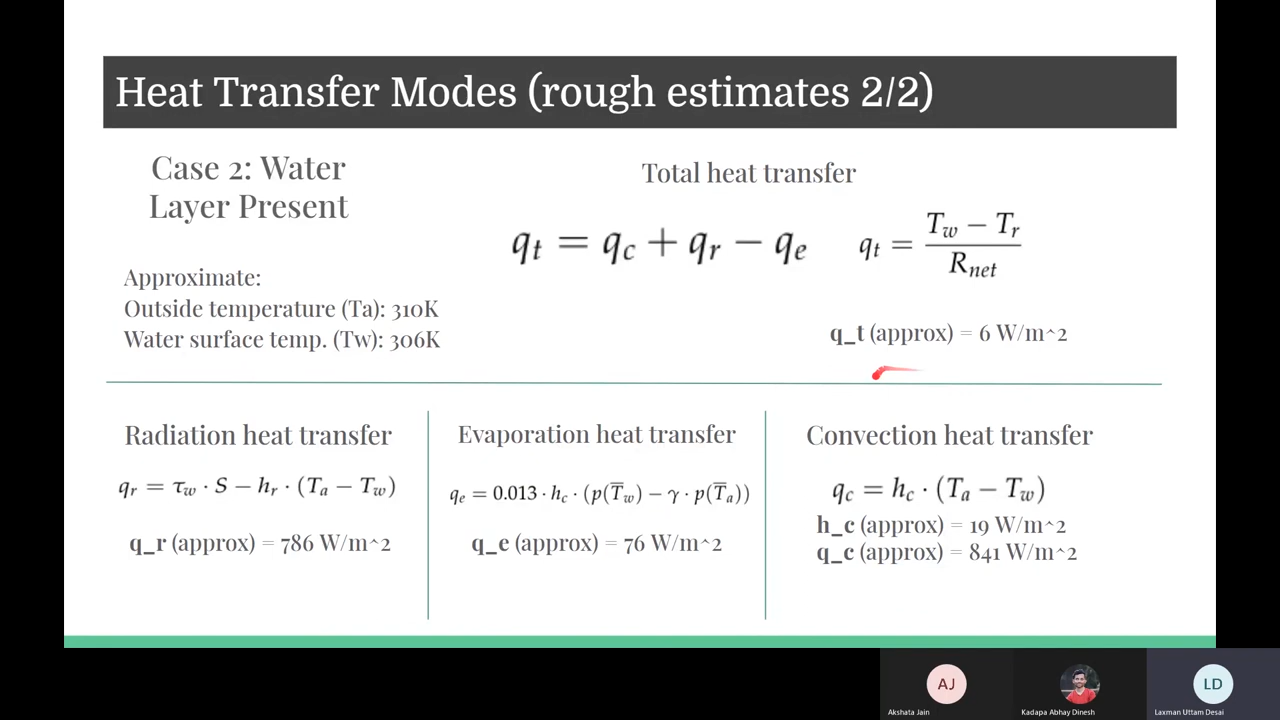 Heat Transfer Modes (rough estimates 2/2)
Case 2: Water
Layer Present
Approximate:
Outside temperature (Ta): 310K
Water surface temp. (Tw): 306K
Total heat transfer
q_t = q_c + q_r − q_e
q_t = (T_w − T_r) / R_net
q_t (approx) = 6 W/m^2
Radiation heat transfer
q_r = τ_w · S − h_r · (T_a − T_w)
q_r (approx) = 786 W/m^2
Evaporation heat transfer
q_e = 0.013 · h_c · (p(T̅_w) − γ · p(T̅_a))
q_e (approx) = 76 W/m^2
Convection heat transfer
q_c = h_c · (T_a − T_w)
h_c (approx) = 19 W/m^2
q_c (approx) = 841 W/m^2
AJ
Akshata Jain
Kadapa Abhay Dinesh
LD
Laxman Uttam Desai